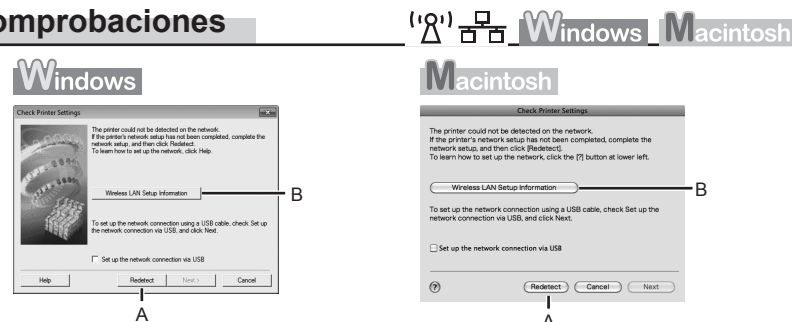 omprobaciones
Windows Macintosh
Windows
Check Printer Settings
The printer could not be detected on the network.
If the printer's network setup has not been completed, complete the
network setup, and then click Redetect.
To learn how to set up the network, click Help.
Wireless LAN Setup Information
B
To set up the network connection using a USB cable, check Set up
the network connection via USB, and click Next.
Set up the network connection via USB
Help Redetect Next > Cancel
A
Macintosh
Check Printer Settings
The printer could not be detected on the network.
If the printer's network setup has not been completed, complete the
network setup, and then click [Redetect].
To learn how to set up the network, click the [?] button at lower left.
Wireless LAN Setup Information
B
To set up the network connection using a USB cable, check Set up the
network connection via USB, and click Next.
Set up the network connection via USB
? Redetect Cancel Next
A